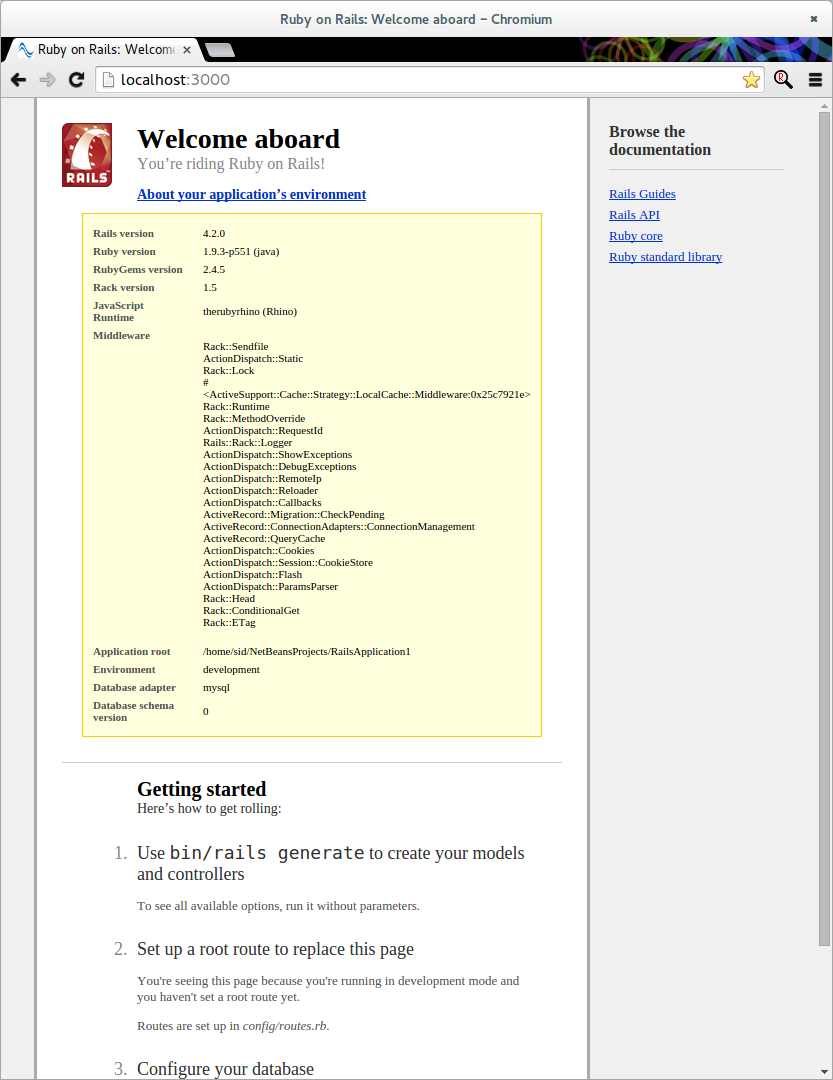 Ruby on Rails: Welcome aboard - Chromium
Ruby on Rails: Welcom
localhost:3000
RAILS
Welcome aboard
You're riding Ruby on Rails!
About your application's environment
Rails version 4.2.0
Ruby version 1.9.3-p551 (java)
RubyGems version 2.4.5
Rack version 1.5
JavaScript
Runtime therubyrhino (Rhino)
Middleware
Rack::Sendfile
ActionDispatch::Static
Rack::Lock
#
<ActiveSupport::Cache::Strategy::LocalCache::Middleware:0x25c7921e>
Rack::Runtime
Rack::MethodOverride
ActionDispatch::RequestId
Rails::Rack::Logger
ActionDispatch::ShowExceptions
ActionDispatch::DebugExceptions
ActionDispatch::RemoteIp
ActionDispatch::Reloader
ActionDispatch::Callbacks
ActiveRecord::Migration::CheckPending
ActiveRecord::ConnectionAdapters::ConnectionManagement
ActiveRecord::QueryCache
ActionDispatch::Cookies
ActionDispatch::Session::CookieStore
ActionDispatch::Flash
ActionDispatch::ParamsParser
Rack::Head
Rack::ConditionalGet
Rack::ETag
Application root /home/sid/NetBeansProjects/RailsApplication1
Environment development
Database adapter mysql
Database schema
version 0
Getting started
Here's how to get rolling:
1. Use bin/rails generate to create your models
and controllers
To see all available options, run it without parameters.
2. Set up a root route to replace this page
You're seeing this page because you're running in development mode and
you haven't set a root route yet.
Routes are set up in config/routes.rb.
3. Configure your database
Browse the
documentation
Rails Guides
Rails API
Ruby core
Ruby standard library